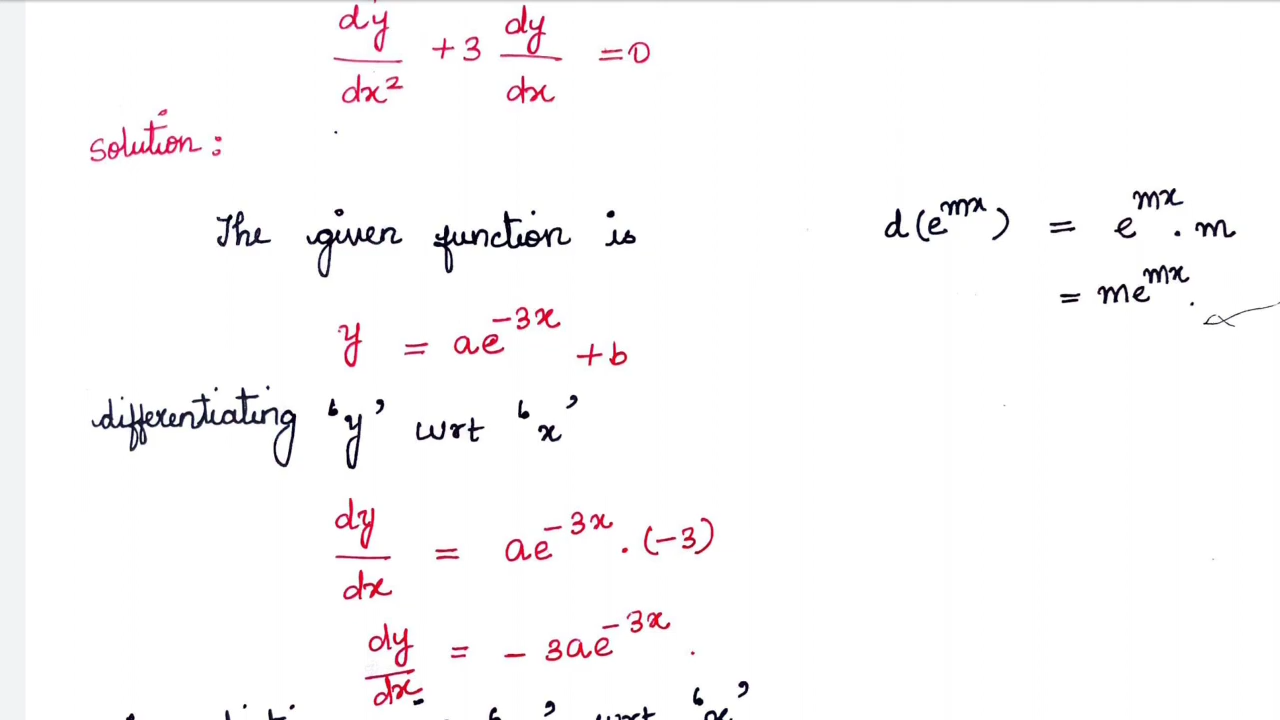 dy/dx² + 3 dy/dx = 0
solution :
The given function is
d(e^mx) = e^mx . m
= me^mx.
y = ae^-3x + b
differentiating 'y' wrt 'x'
dy/dx = ae^-3x . (-3)
dy/dx = - 3ae^-3x .
' wrt 'x'